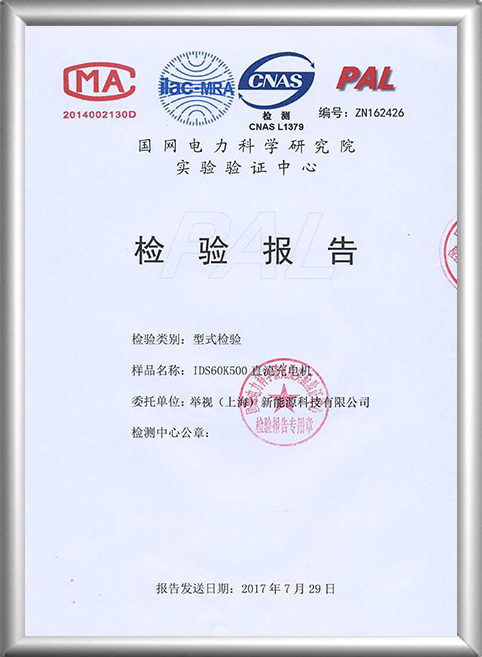 MA
ilac-MRA
CNAS
PAL
2014002130D
检 测
CNAS L1379
编号：ZN162426
国网电力科学研究院
实验验证中心
PAL
检 验 报 告
检验类别：型式检验
样品名称：IDS60K500 直流充电机
委托单位：举视（上海）新能源科技有限公司
检测中心公章：
检验报告专用章
报告发送日期：2017 年 7 月 29 日